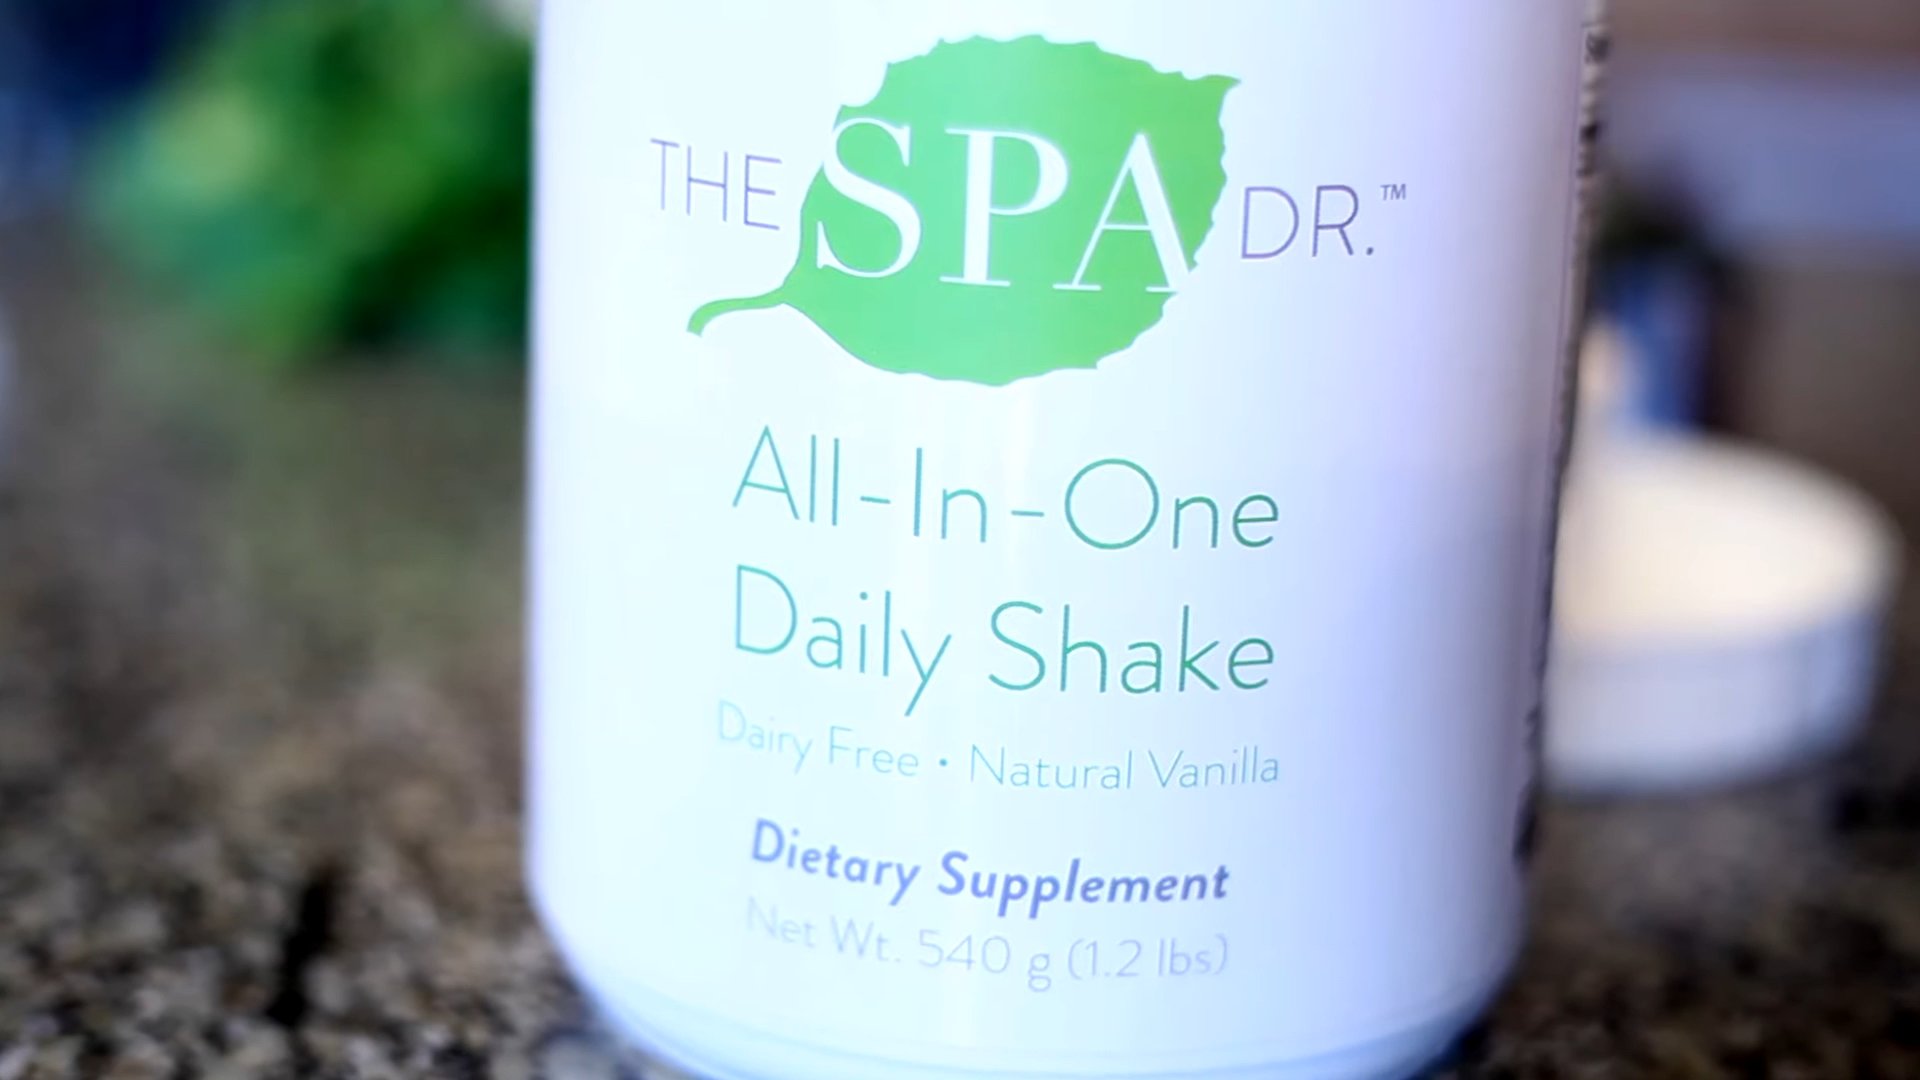 THE SPA DR.™
All-In-One
Daily Shake
Dairy Free • Natural Vanilla
Dietary Supplement
Net Wt. 540 g (1.2 lbs)